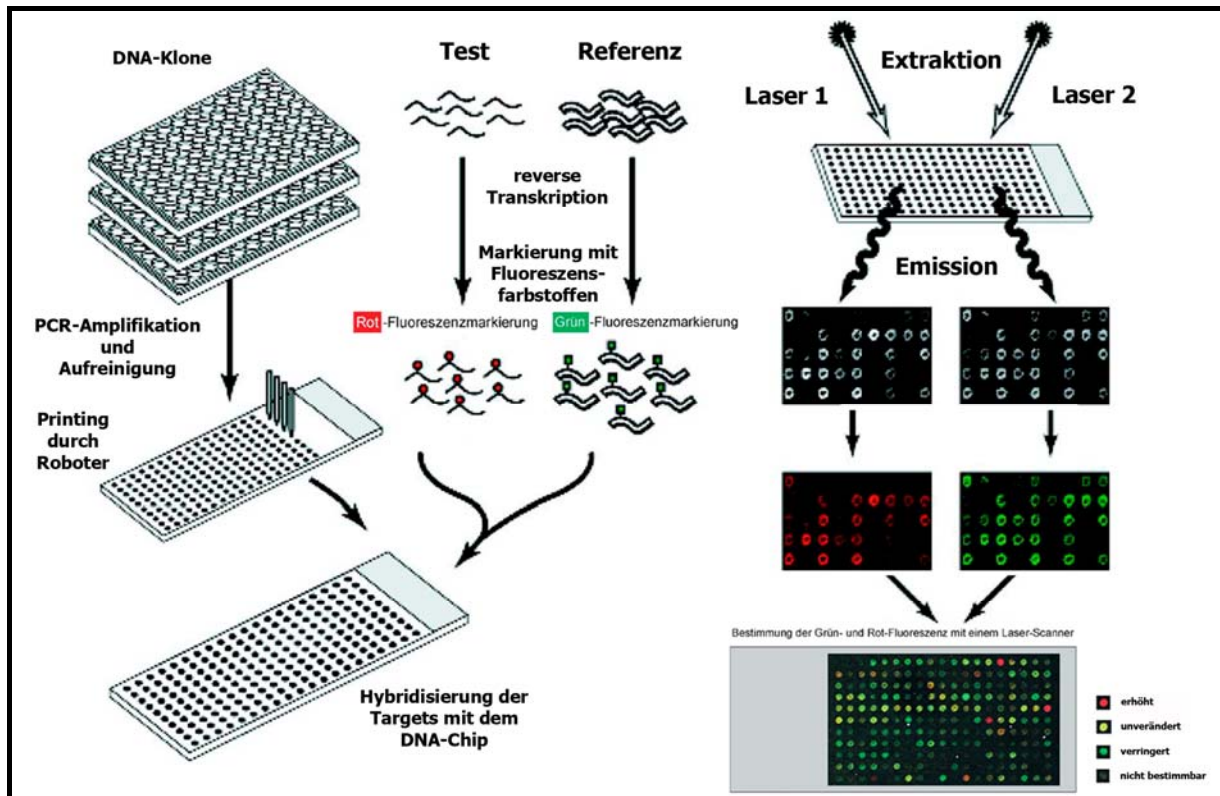 DNA-Klone
PCR-Amplifikation
und
Aufreinigung
Printing
durch
Roboter
Test
Referenz
reverse
Transkription
Markierung mit
Fluoreszens-
farbstoffen
Rot-Fluoreszenzmarkierung
Grün-Fluoreszenzmarkierung
Hybridisierung der
Targets mit dem
DNA-Chip
Extraktion
Laser 1
Laser 2
Emission
Bestimmung der Grün- und Rot-Fluoreszenz mit einem Laser-Scanner
erhöht
unverändert
verringert
nicht bestimmbar